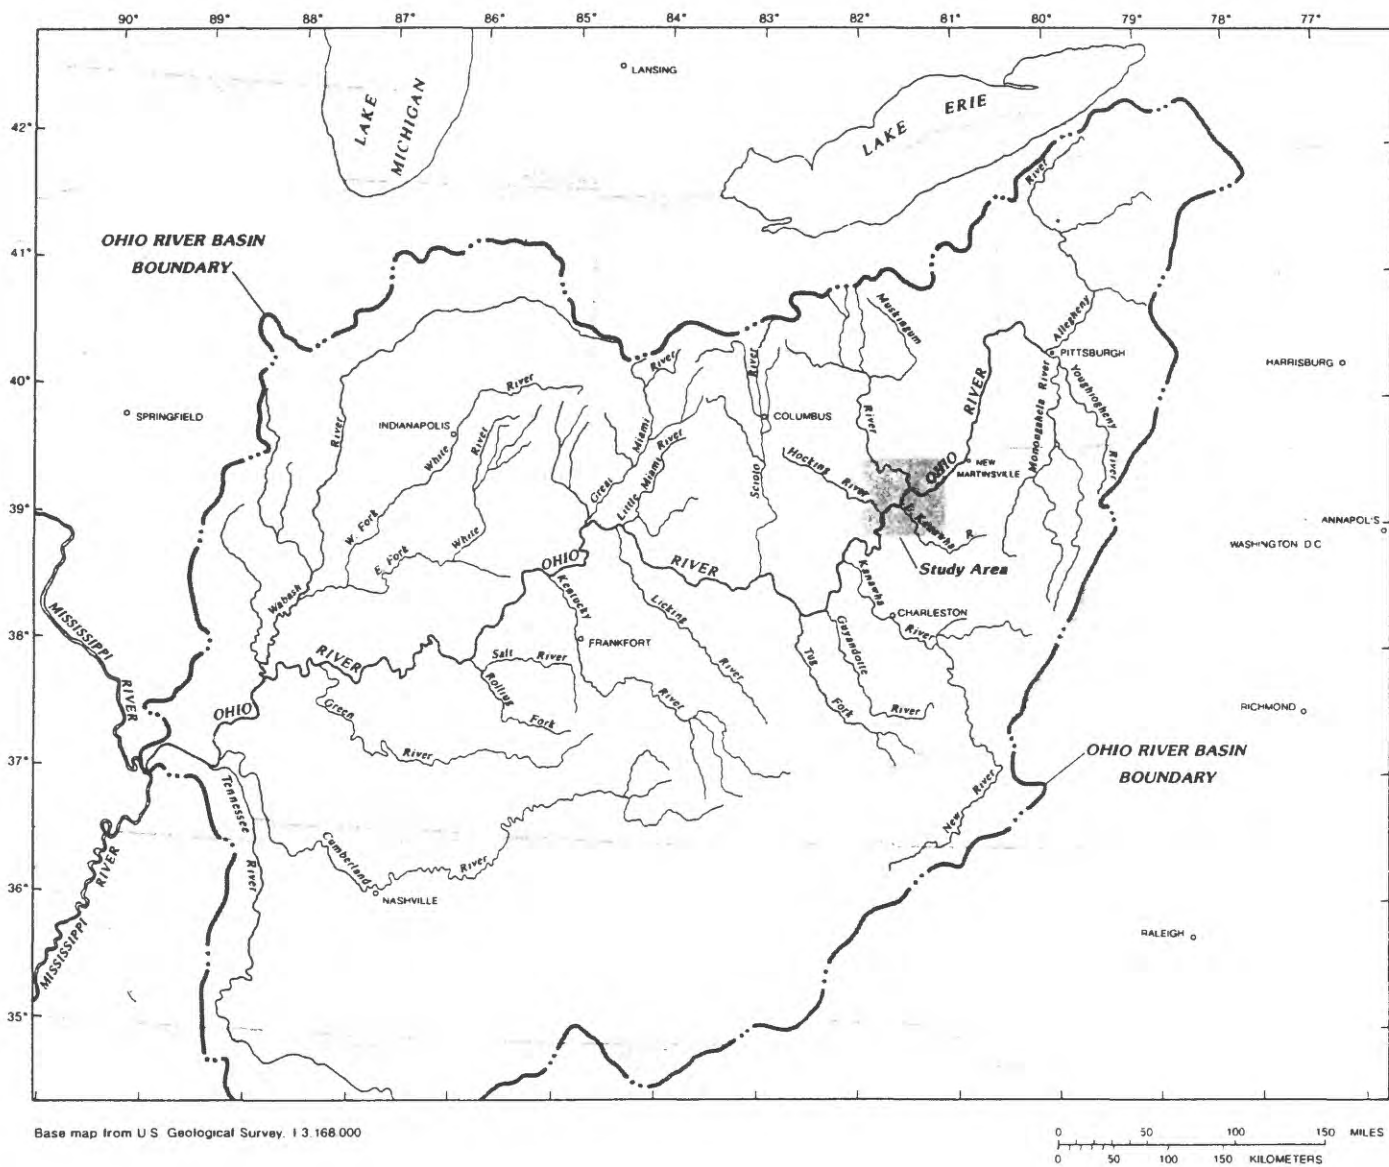 90° 89° 88° 87° 86° 85° 84° 83° 82° 81° 80° 79° 78° 77°
42°
41°
40°
39°
38°
37°
36°
35°
LAKE
MICHIGAN
LANSING
LAKE ERIE
OHIO RIVER BASIN
BOUNDARY
River
Allegheny
PITTSBURGH
HARRISBURG
Muskingum
River
SPRINGFIELD
INDIANAPOLIS
River
River
W. Fork White River
E Fork White
River
Great Miami River
Little Miami River
COLUMBUS
Scioto River
Hocking
River
OHIO RIVER
NEW
MARTINSVILLE
Monongahela River
Youghiogheny
River
L. Kanawha R.
Study Area
ANNAPOL'S
WASHINGTON D C
MISSISSIPPI
RIVER
Wabash
OHIO
RIVER
Kentucky
FRANKFORT
Licking
River
Kanawha
CHARLESTON
River
Guyandotte
River
Tug
Fork
RIVER
OHIO
Salt River
Rolling
Fork
Green
River
River
RICHMOND
OHIO RIVER BASIN
BOUNDARY
New River
Tennessee
River
Cumberland
River
NASHVILLE
MISSISSIPPI
RIVER
RALEIGH
Base map from U S Geological Survey, 1 3,168,000
0 50 100 150 MILES
0 50 100 150 KILOMETERS